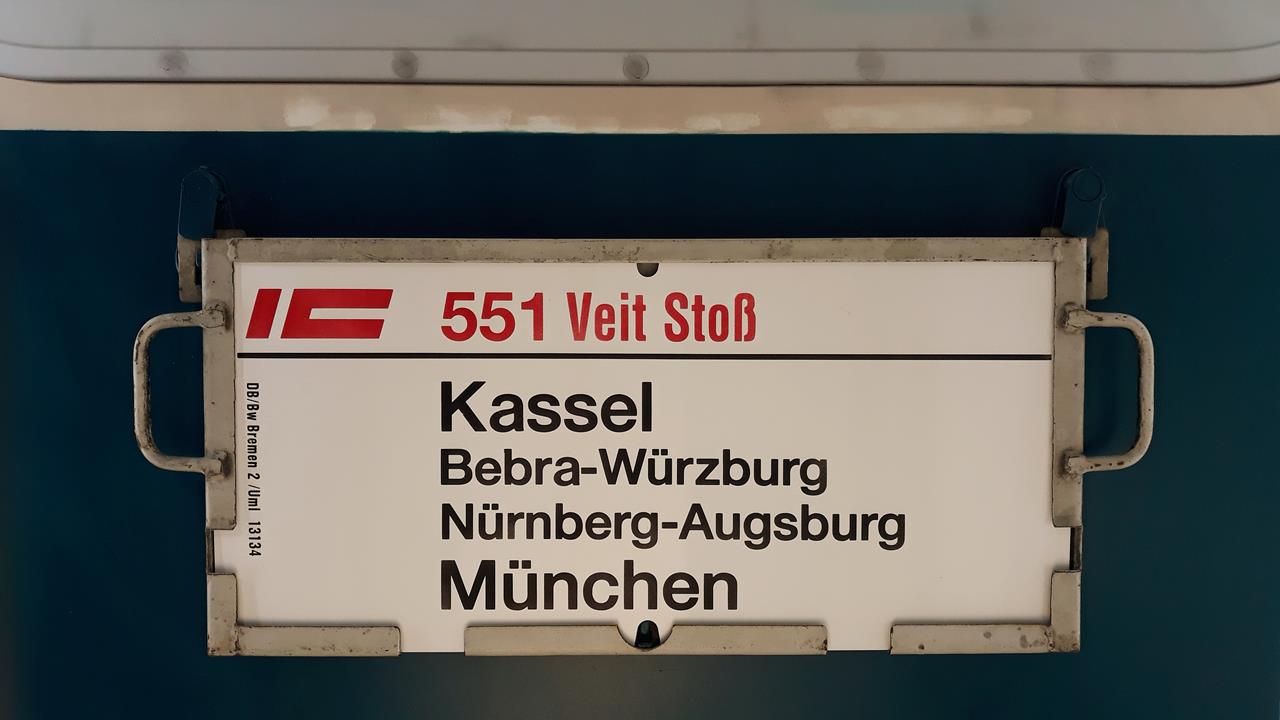 IC 551 Veit Stoß
Kassel
Bebra-Würzburg
Nürnberg-Augsburg
München
DB/Bw Bremen 2 /Uml 13134